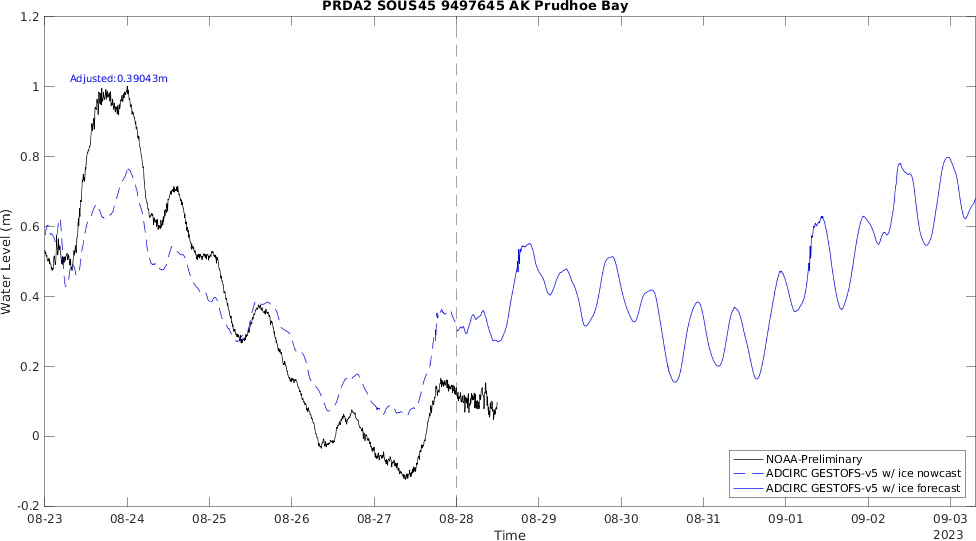 PRDA2 SOUS45 9497645 AK Prudhoe Bay
1.2
1
0.8
0.6
0.4
0.2
0
-0.2
Water Level (m)
Adjusted:0.39043m
NOAA-Preliminary
ADCIRC GESTOFS-v5 w/ ice nowcast
ADCIRC GESTOFS-v5 w/ ice forecast
08-23 08-24 08-25 08-26 08-27 08-28 08-29 08-30 08-31 09-01 09-02 09-03
Time
2023